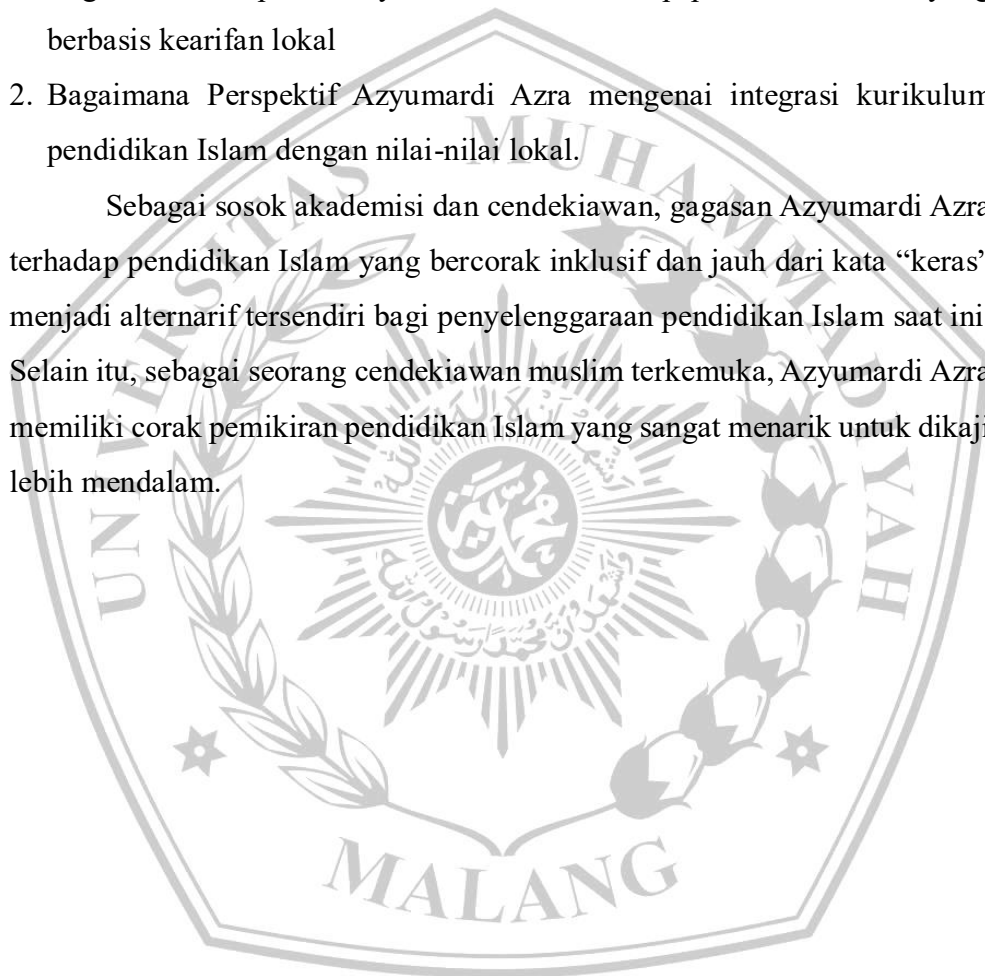 berbasis kearifan lokal
2. Bagaimana Perspektif Azyumardi Azra mengenai integrasi kurikulum
pendidikan Islam dengan nilai-nilai lokal.
Sebagai sosok akademisi dan cendekiawan, gagasan Azyumardi Azra
terhadap pendidikan Islam yang bercorak inklusif dan jauh dari kata “keras”
menjadi alternarif tersendiri bagi penyelenggaraan pendidikan Islam saat ini
Selain itu, sebagai seorang cendekiawan muslim terkemuka, Azyumardi Azra
memiliki corak pemikiran pendidikan Islam yang sangat menarik untuk dikaji
lebih mendalam.
UNIVERSITAS MUHAMMADIYAH
MALANG